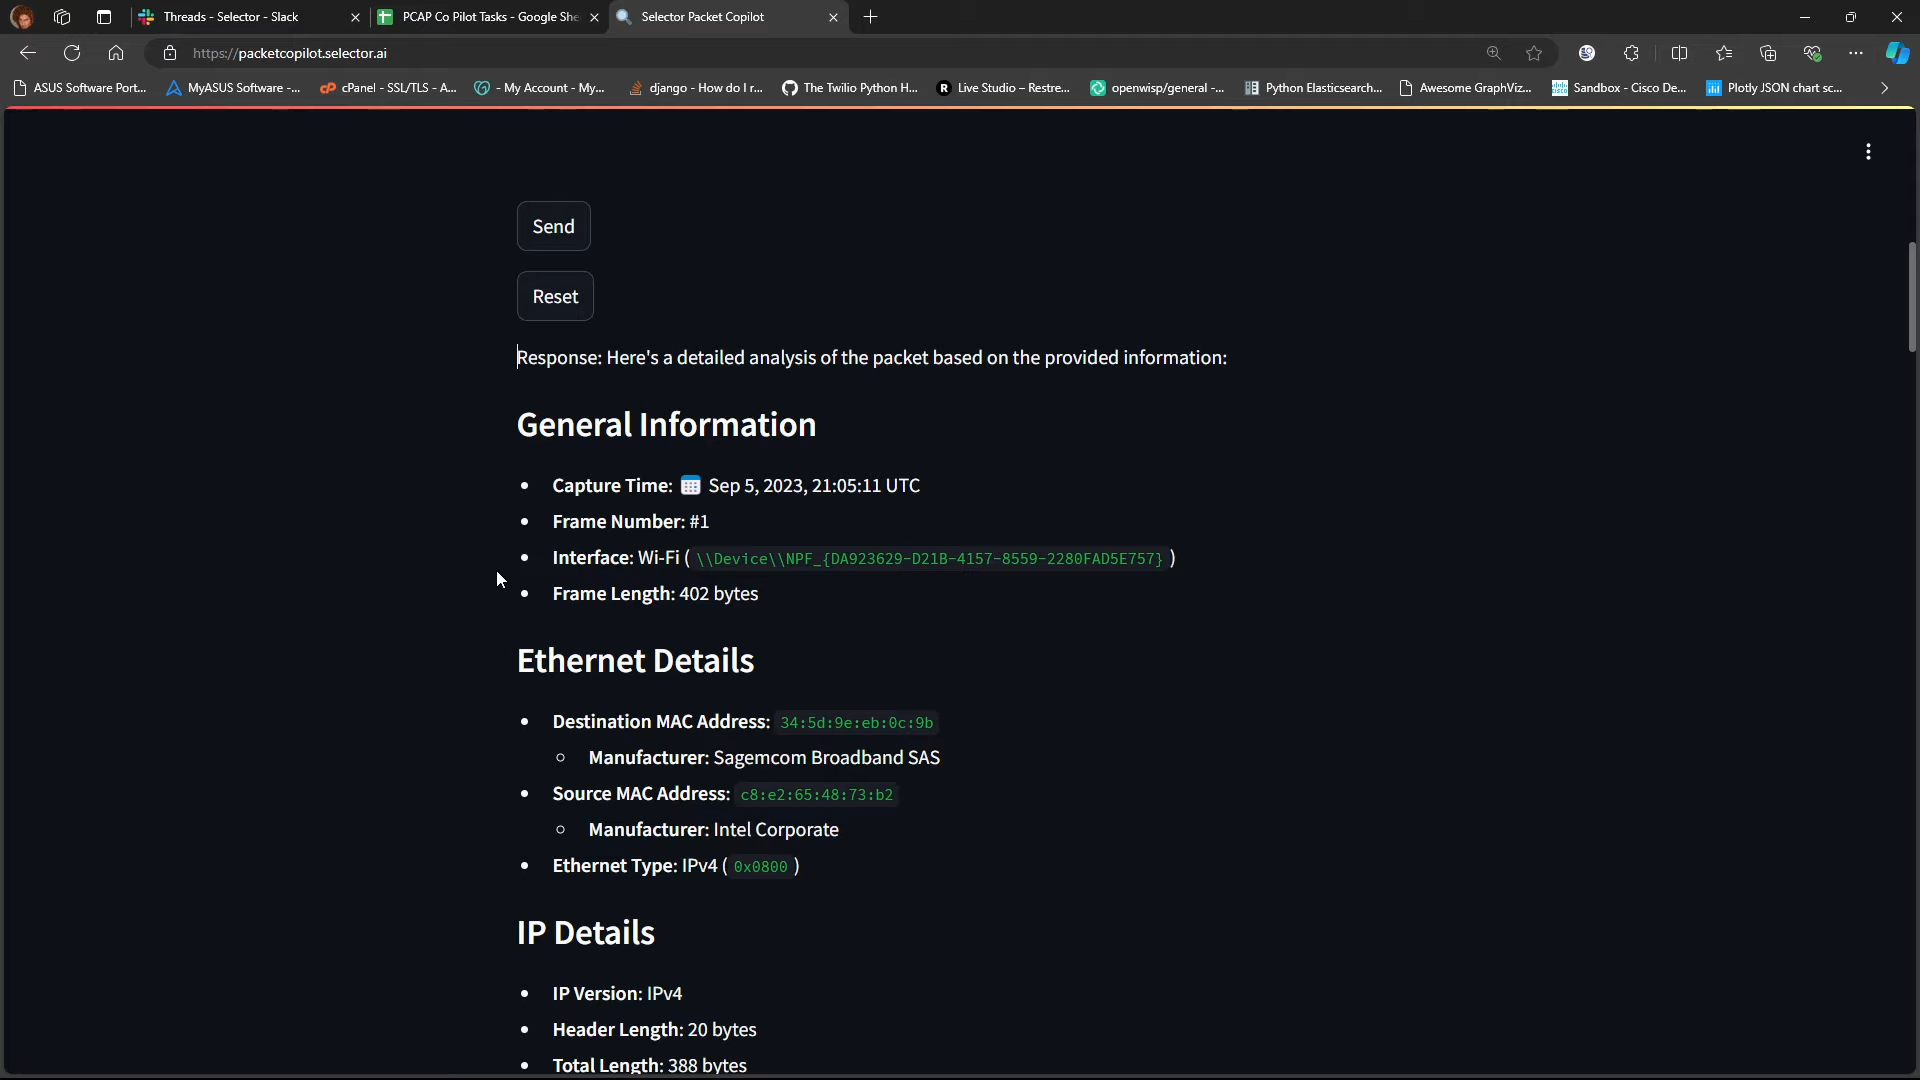 Threads - Selector - Slack
PCAP Co Pilot Tasks - Google She
Selector Packet Copilot
https://packetcopilot.selector.ai
ASUS Software Port...
MyASUS Software -...
cPanel - SSL/TLS - A...
- My Account - My...
django - How do I r...
The Twilio Python H...
Live Studio – Restre...
openwisp/general -...
Python Elasticsearch...
Awesome GraphViz...
Sandbox - Cisco De...
Plotly JSON chart sc...
Send
Reset
Response: Here's a detailed analysis of the packet based on the provided information:
General Information
• Capture Time: Sep 5, 2023, 21:05:11 UTC
• Frame Number: #1
• Interface: Wi-Fi ( \\Device\\NPF_{DA923629-D21B-4157-8559-2280FAD5E757} )
• Frame Length: 402 bytes
Ethernet Details
• Destination MAC Address: 34:5d:9e:eb:0c:9b
◦ Manufacturer: Sagemcom Broadband SAS
• Source MAC Address: c8:e2:65:48:73:b2
◦ Manufacturer: Intel Corporate
• Ethernet Type: IPv4 ( 0x0800 )
IP Details
• IP Version: IPv4
• Header Length: 20 bytes
• Total Length: 388 bytes